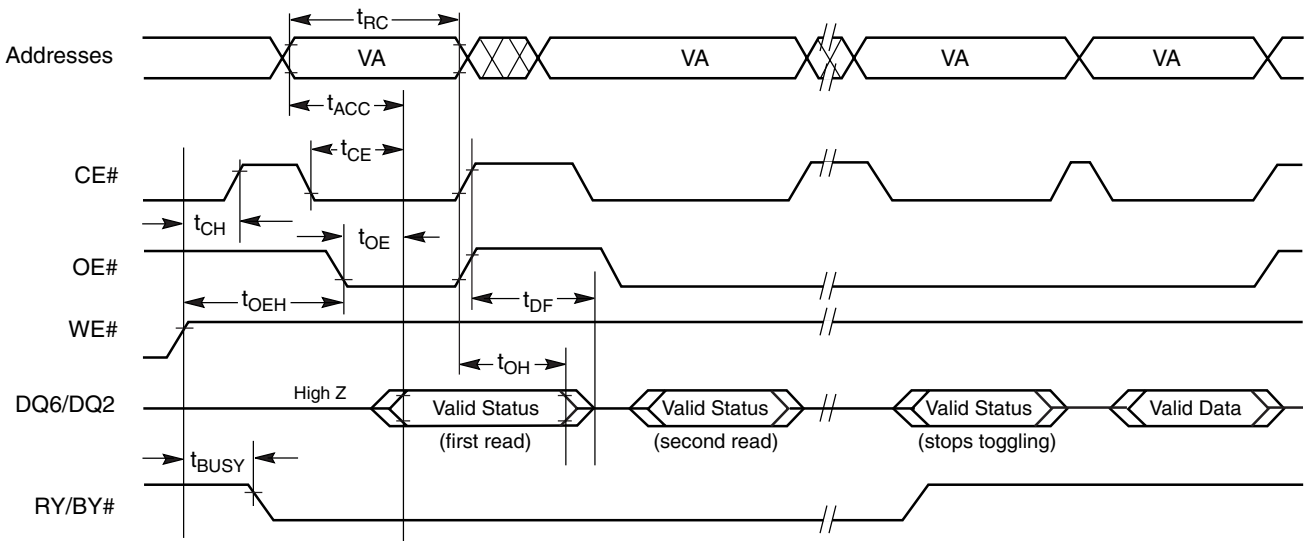 tRC
Addresses VA VA VA VA
tACC
tCE
CE#
tCH tOE
OE#
tOEH tDF
WE#
tOH
High Z
DQ6/DQ2 Valid Status Valid Status Valid Status Valid Data
(first read) (second read) (stops toggling)
tBUSY
RY/BY#